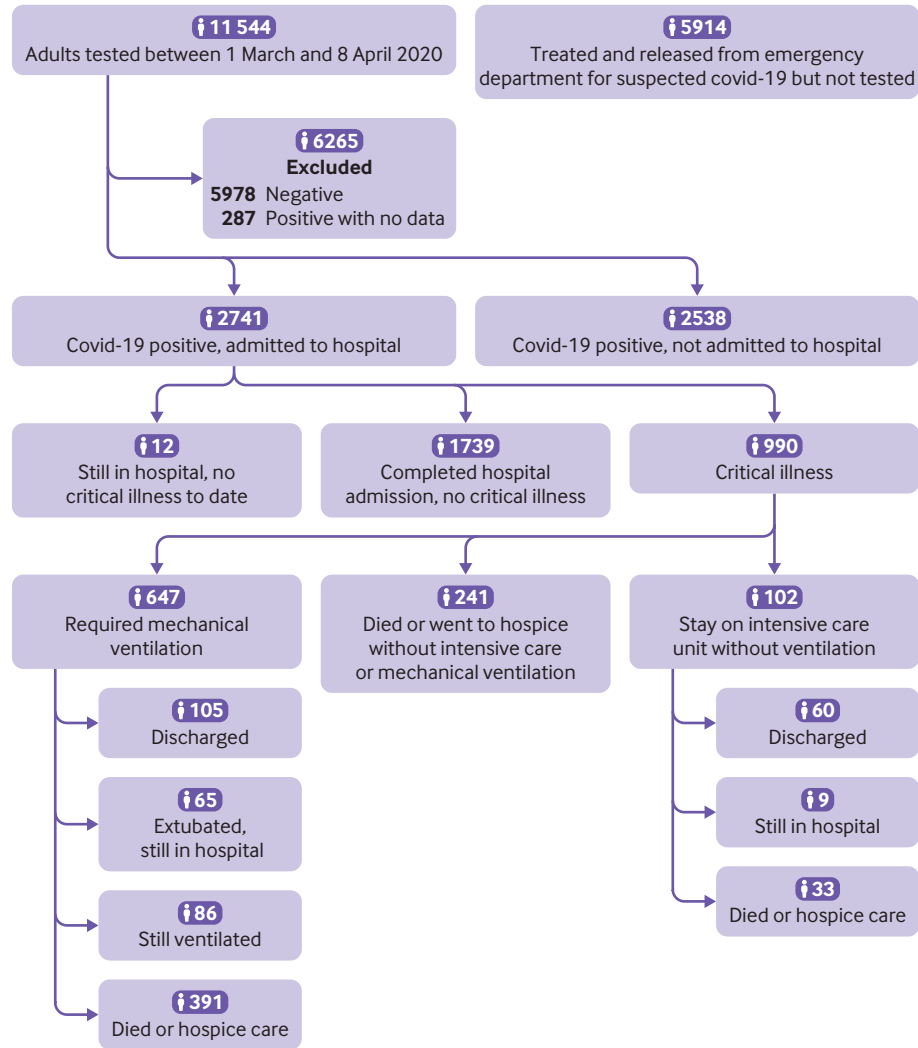 11 544
Adults tested between 1 March and 8 April 2020
5914
Treated and released from emergency
department for suspected covid-19 but not tested
6265
Excluded
5978 Negative
287 Positive with no data
2741
Covid-19 positive, admitted to hospital
2538
Covid-19 positive, not admitted to hospital
12
Still in hospital, no
critical illness to date
1739
Completed hospital
admission, no critical illness
990
Critical illness
647
Required mechanical
ventilation
241
Died or went to hospice
without intensive care
or mechanical ventilation
102
Stay on intensive care
unit without ventilation
105
Discharged
65
Extubated,
still in hospital
86
Still ventilated
391
Died or hospice care
60
Discharged
9
Still in hospital
33
Died or hospice care